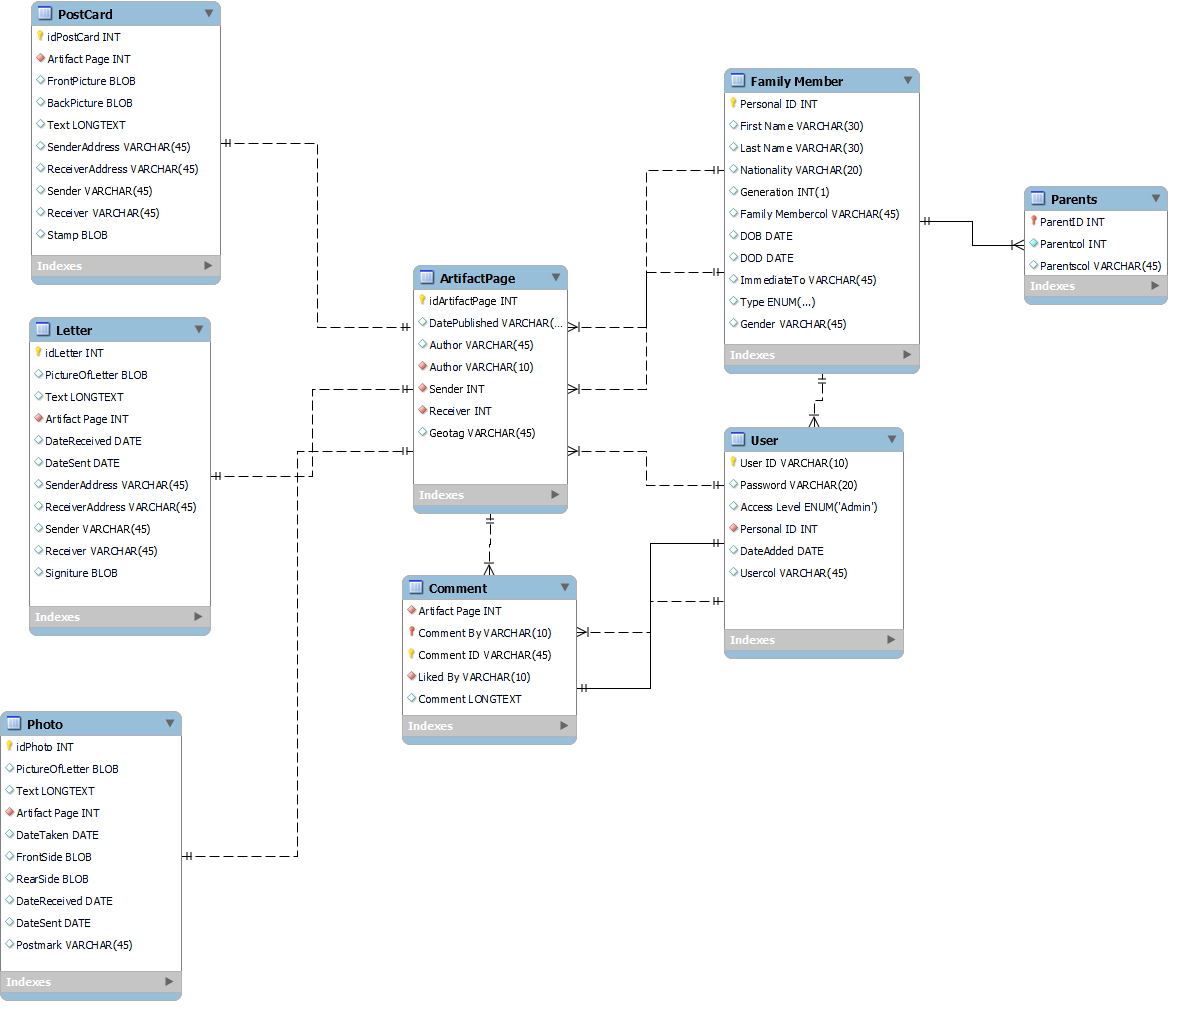 PostCard
idPostCard INT
Artifact Page INT
FrontPicture BLOB
BackPicture BLOB
Text LONGTEXT
SenderAddress VARCHAR(45)
ReceiverAddress VARCHAR(45)
Sender VARCHAR(45)
Receiver VARCHAR(45)
Stamp BLOB
Indexes
Letter
idLetter INT
PictureOfLetter BLOB
Text LONGTEXT
Artifact Page INT
DateReceived DATE
DateSent DATE
SenderAddress VARCHAR(45)
ReceiverAddress VARCHAR(45)
Sender VARCHAR(45)
Receiver VARCHAR(45)
Signiture BLOB
Indexes
Photo
idPhoto INT
PictureOfLetter BLOB
Text LONGTEXT
Artifact Page INT
DateTaken DATE
FrontSide BLOB
RearSide BLOB
DateReceived DATE
DateSent DATE
Postmark VARCHAR(45)
Indexes
ArtifactPage
idArtifactPage INT
DatePublished VARCHAR(...
Author VARCHAR(45)
Author VARCHAR(10)
Sender INT
Receiver INT
Geotag VARCHAR(45)
Indexes
Comment
Artifact Page INT
Comment By VARCHAR(10)
Comment ID VARCHAR(45)
Liked By VARCHAR(10)
Comment LONGTEXT
Indexes
Family Member
Personal ID INT
First Name VARCHAR(30)
Last Name VARCHAR(30)
Nationality VARCHAR(20)
Generation INT(1)
Family Membercol VARCHAR(45)
DOB DATE
DOD DATE
ImmediateTo VARCHAR(45)
Type ENUM(...)
Gender VARCHAR(45)
Indexes
User
User ID VARCHAR(10)
Password VARCHAR(20)
Access Level ENUM('Admin')
Personal ID INT
DateAdded DATE
Usercol VARCHAR(45)
Indexes
Parents
ParentID INT
Parentcol INT
Parentscol VARCHAR(45)
Indexes